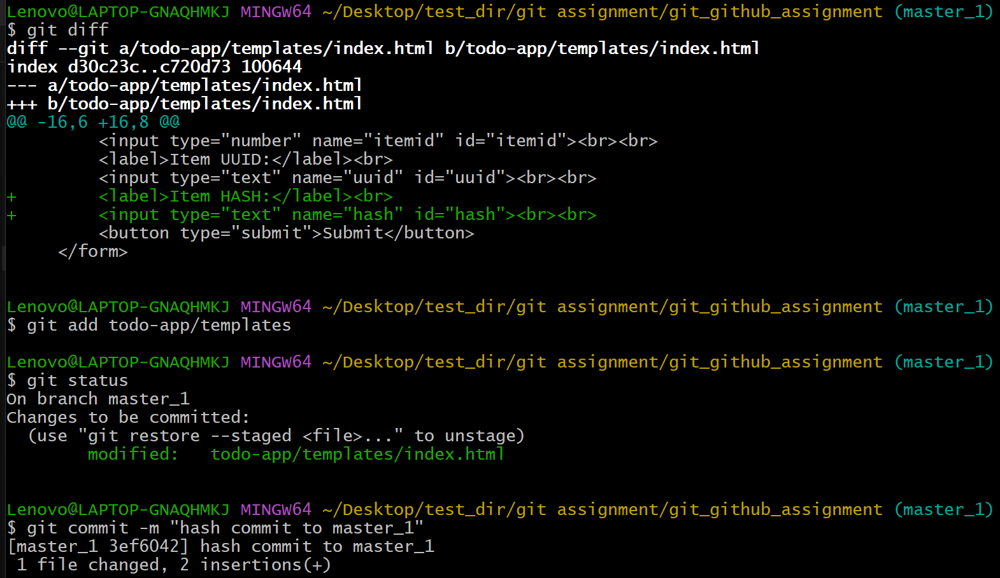 Lenovo@LAPTOP-GNAQHMKJ MINGW64 ~/Desktop/test_dir/git assignment/git_github_assignment (master_1)
$ git diff
diff --git a/todo-app/templates/index.html b/todo-app/templates/index.html
index d30c23c..c720d73 100644
--- a/todo-app/templates/index.html
+++ b/todo-app/templates/index.html
@@ -16,6 +16,8 @@
         <input type="number" name="itemid" id="itemid"><br><br>
         <label>Item UUID:</label><br>
         <input type="text" name="uuid" id="uuid"><br><br>
+        <label>Item HASH:</label><br>
+        <input type="text" name="hash" id="hash"><br><br>
         <button type="submit">Submit</button>
     </form>
Lenovo@LAPTOP-GNAQHMKJ MINGW64 ~/Desktop/test_dir/git assignment/git_github_assignment (master_1)
$ git add todo-app/templates
Lenovo@LAPTOP-GNAQHMKJ MINGW64 ~/Desktop/test_dir/git assignment/git_github_assignment (master_1)
$ git status
On branch master_1
Changes to be committed:
  (use "git restore --staged <file>..." to unstage)
        modified:   todo-app/templates/index.html
Lenovo@LAPTOP-GNAQHMKJ MINGW64 ~/Desktop/test_dir/git assignment/git_github_assignment (master_1)
$ git commit -m "hash commit to master_1"
[master_1 3ef6042] hash commit to master_1
 1 file changed, 2 insertions(+)